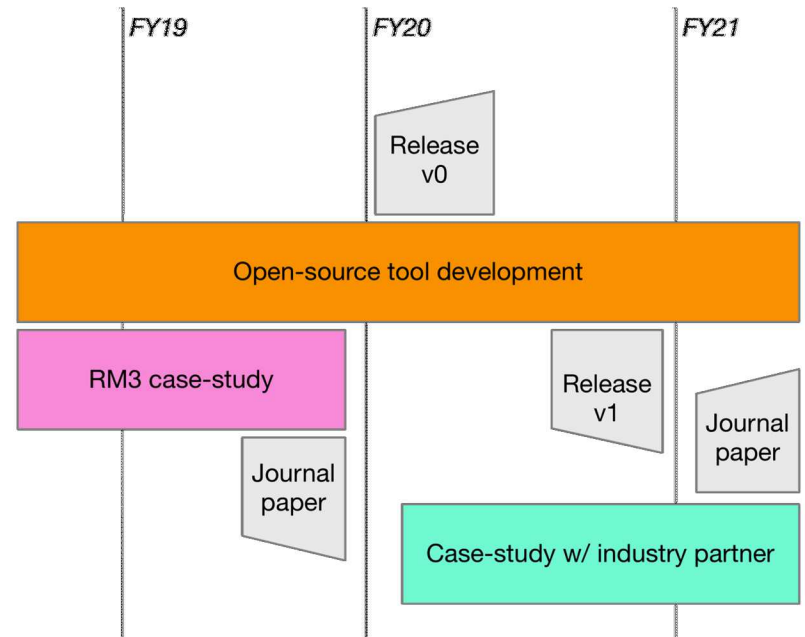 FY19
FY20
FY21
Release
v0
Open-source tool development
RM3 case-study
Release
v1
Journal
paper
Journal
paper
Case-study w/ industry partner